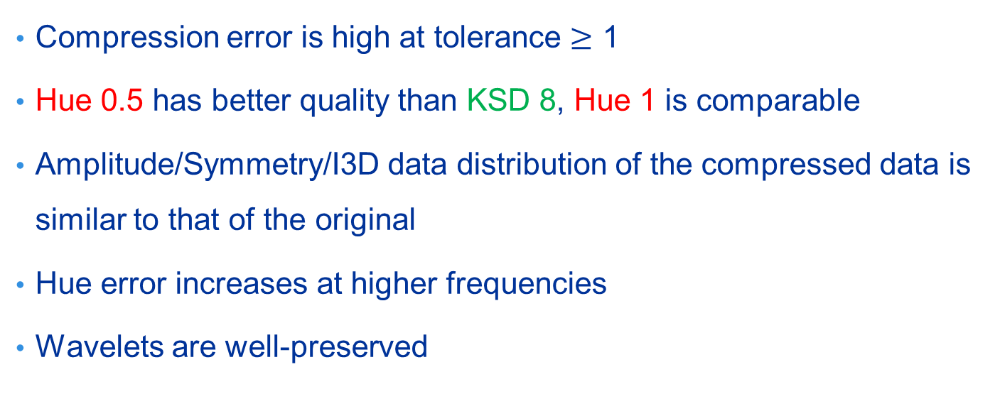 • Compression error is high at tolerance ≥ 1
• Hue 0.5 has better quality than KSD 8, Hue 1 is comparable
• Amplitude/Symmetry/I3D data distribution of the compressed data is
similar to that of the original
• Hue error increases at higher frequencies
• Wavelets are well-preserved